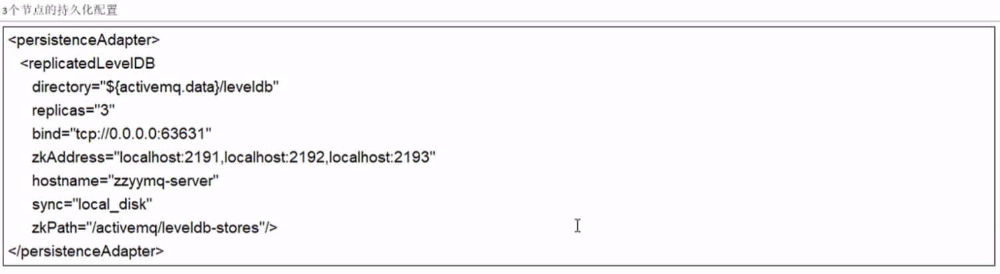 3个节点的持久化配置
<persistenceAdapter>
<replicatedLevelDB
directory="${activemq.data}/leveldb"
replicas="3"
bind="tcp://0.0.0.0:63631"
zkAddress="localhost:2191,localhost:2192,localhost:2193"
hostname="zzyymq-server"
sync="local_disk"
zkPath="/activemq/leveldb-stores"/>
</persistenceAdapter>